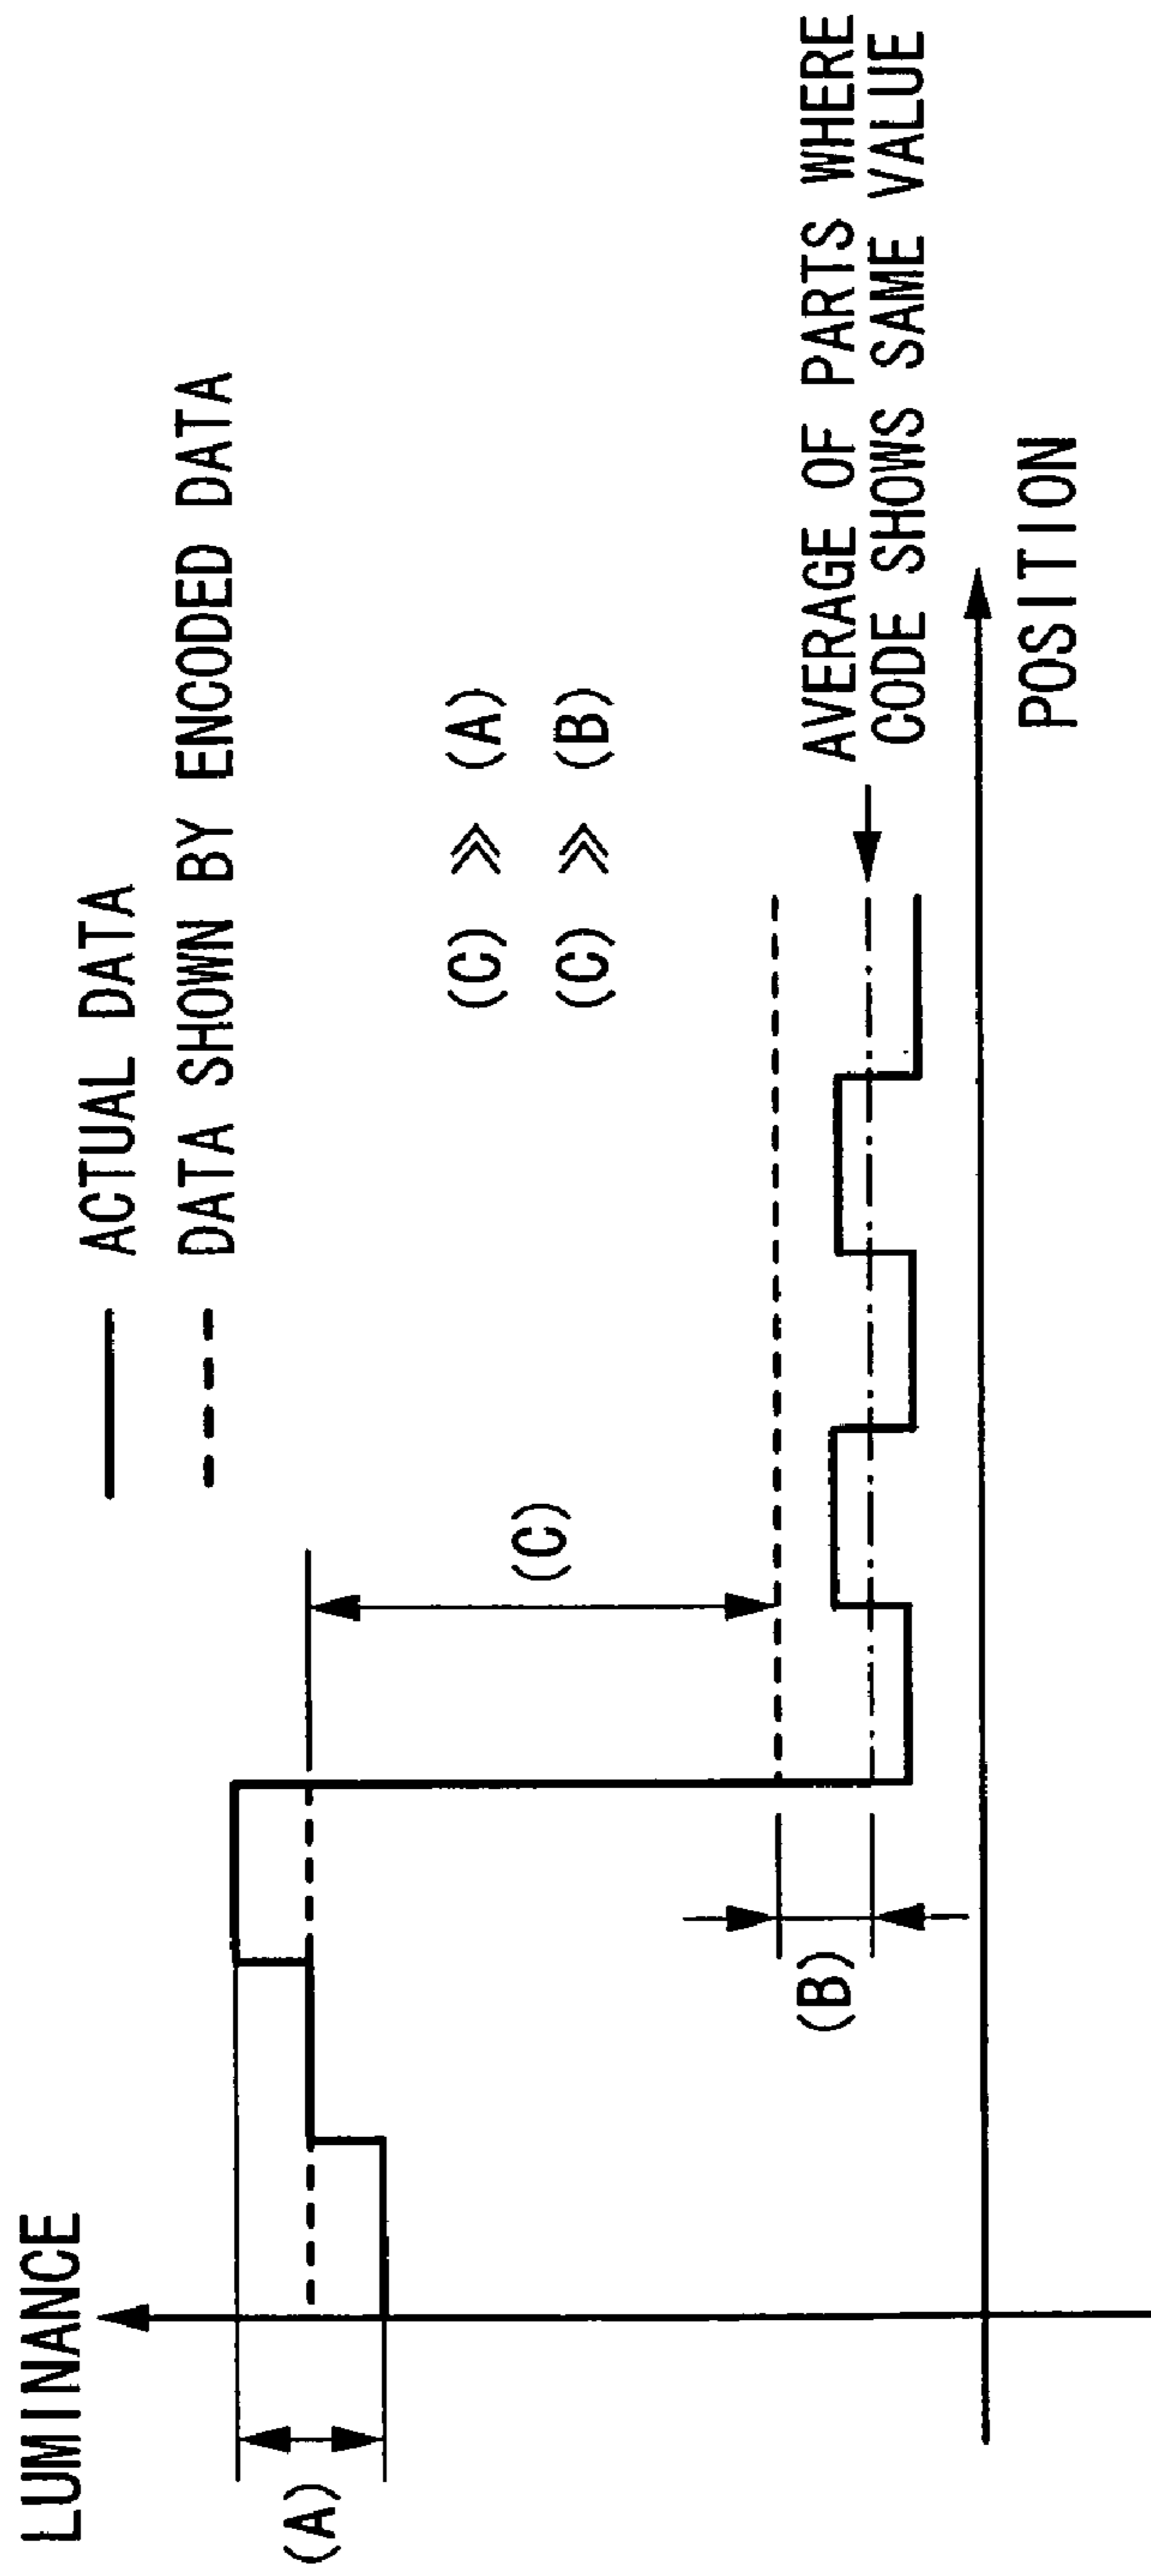 LUMINANCE
ACTUAL DATA
DATA SHOWN BY ENCODED DATA
(A)
(C) ≫ (A)
(C) ≫ (B)
(C)
(B)
AVERAGE OF PARTS WHERE
CODE SHOWS SAME VALUE
POSITION